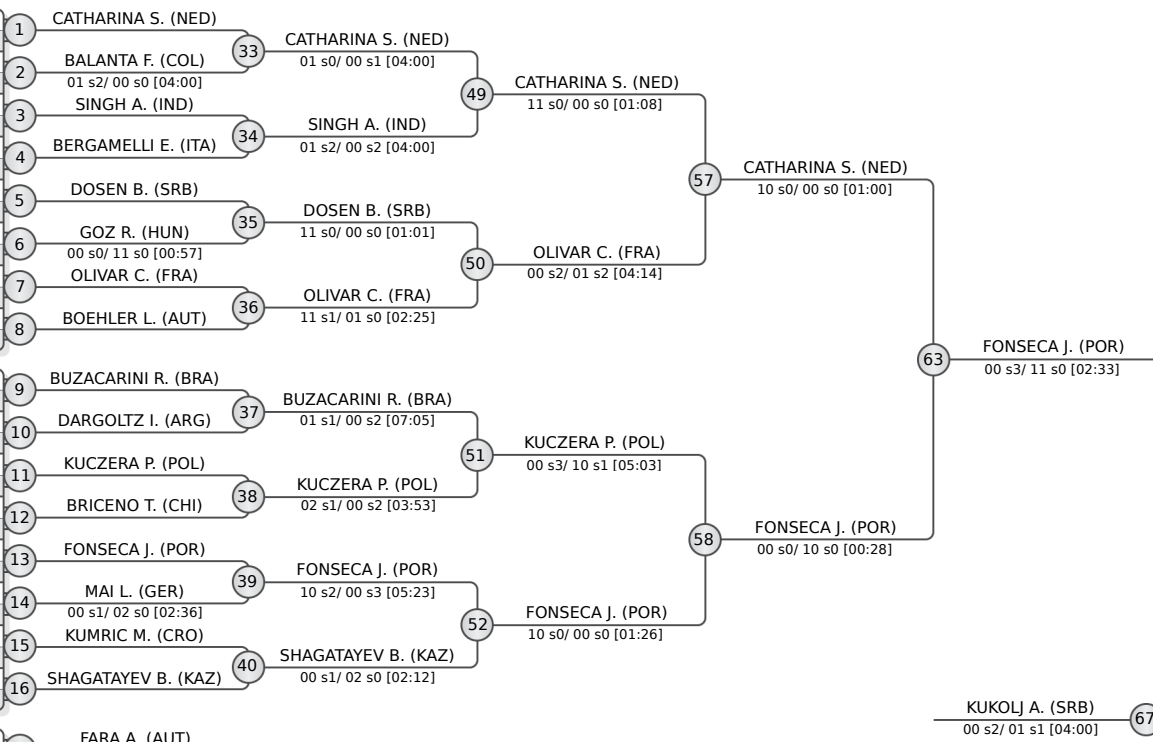 1 CATHARINA S. (NED)
2 BALANTA F. (COL)
01 s2/ 00 s0 [04:00]
3 SINGH A. (IND)
4 BERGAMELLI E. (ITA)
5 DOSEN B. (SRB)
6 GOZ R. (HUN)
00 s0/ 11 s0 [00:57]
7 OLIVAR C. (FRA)
8 BOEHLER L. (AUT)
9 BUZACARINI R. (BRA)
10 DARGOLTZ I. (ARG)
11 KUCZERA P. (POL)
12 BRICENO T. (CHI)
13 FONSECA J. (POR)
14 MAI L. (GER)
00 s1/ 02 s0 [02:36]
15 KUMRIC M. (CRO)
16 SHAGATAYEV B. (KAZ)
FARA A. (AUT)
33 CATHARINA S. (NED)
01 s0/ 00 s1 [04:00]
34 SINGH A. (IND)
01 s2/ 00 s2 [04:00]
35 DOSEN B. (SRB)
11 s0/ 00 s0 [01:01]
36 OLIVAR C. (FRA)
11 s1/ 01 s0 [02:25]
37 BUZACARINI R. (BRA)
01 s1/ 00 s2 [07:05]
38 KUCZERA P. (POL)
02 s1/ 00 s2 [03:53]
39 FONSECA J. (POR)
10 s2/ 00 s3 [05:23]
40 SHAGATAYEV B. (KAZ)
00 s1/ 02 s0 [02:12]
49 CATHARINA S. (NED)
11 s0/ 00 s0 [01:08]
50 OLIVAR C. (FRA)
00 s2/ 01 s2 [04:14]
51 KUCZERA P. (POL)
00 s3/ 10 s1 [05:03]
52 FONSECA J. (POR)
10 s0/ 00 s0 [01:26]
57 CATHARINA S. (NED)
10 s0/ 00 s0 [01:00]
58 FONSECA J. (POR)
00 s0/ 10 s0 [00:28]
63 FONSECA J. (POR)
00 s3/ 11 s0 [02:33]
KUKOLJ A. (SRB) 67
00 s2/ 01 s1 [04:00]